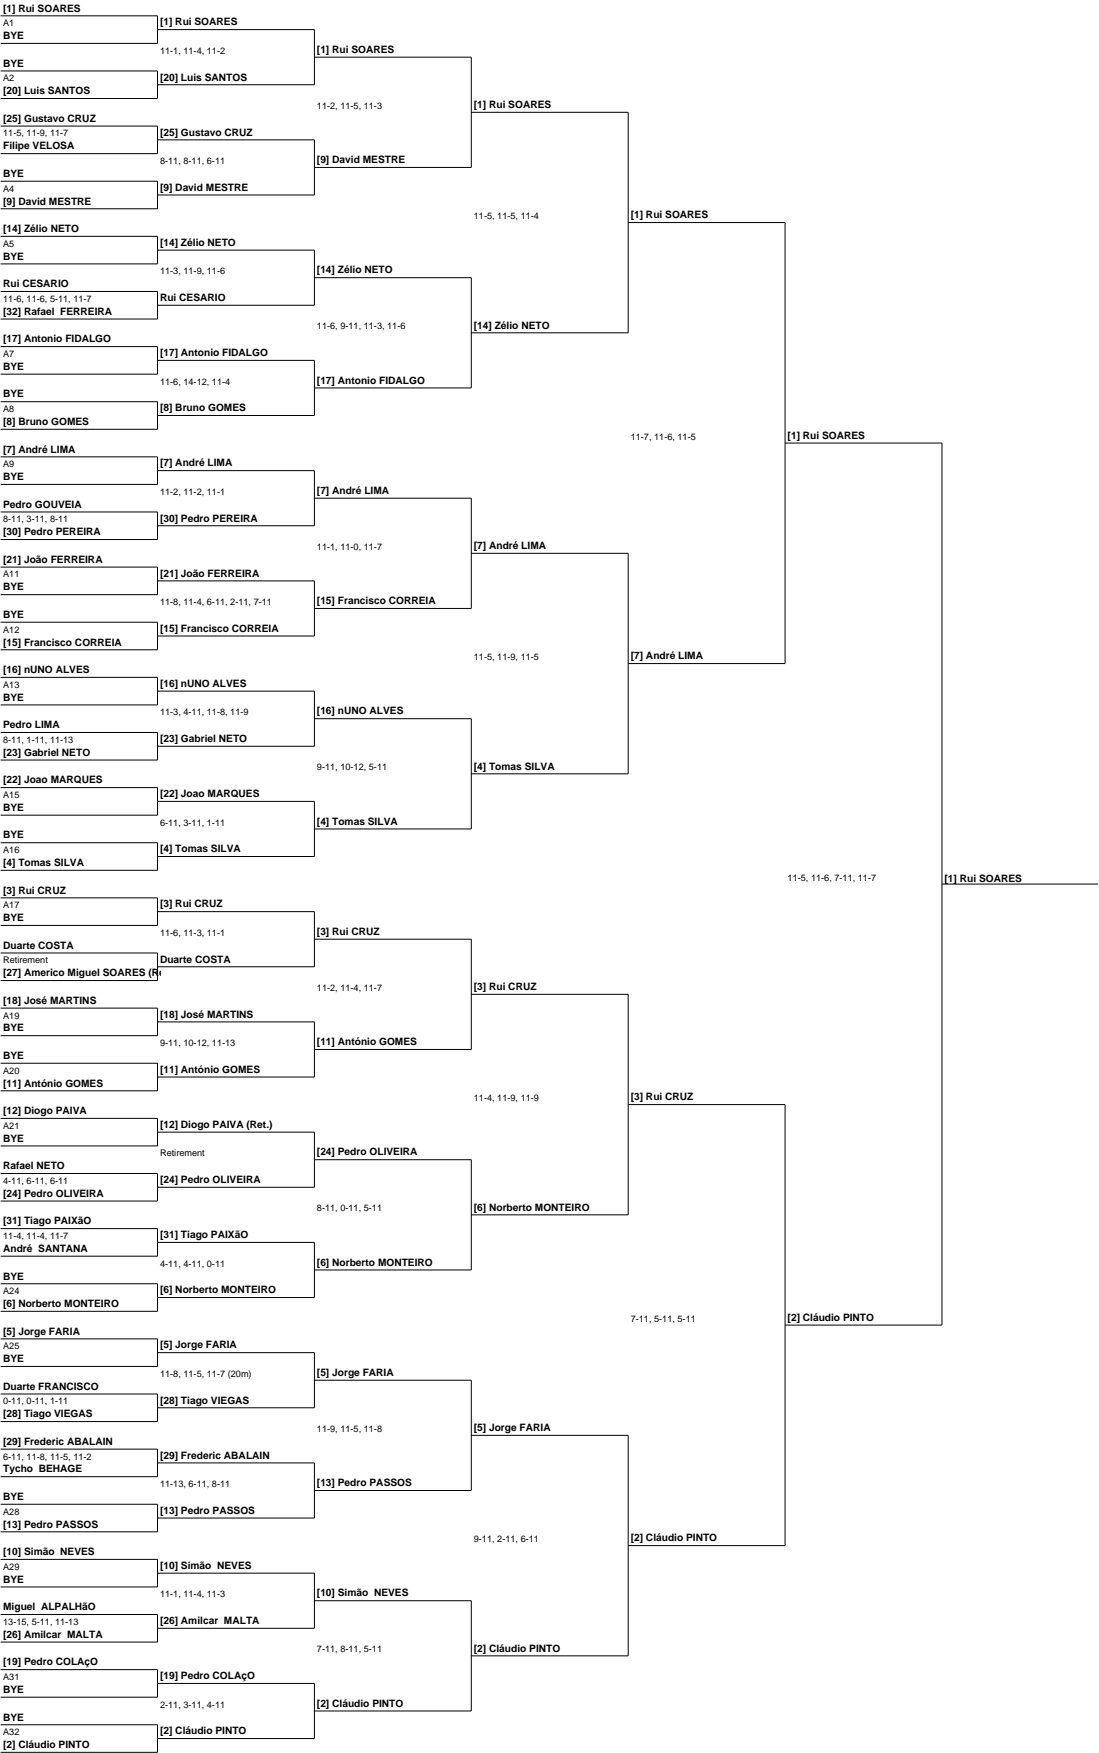 [1] Rui SOARES
A1
BYE
[1] Rui SOARES
11-1, 11-4, 11-2
[1] Rui SOARES
BYE
A2
[20] Luis SANTOS
[20] Luis SANTOS
11-2, 11-5, 11-3
[1] Rui SOARES
[25] Gustavo CRUZ
11-5, 11-9, 11-7
Filipe VELOSA
[25] Gustavo CRUZ
8-11, 8-11, 6-11
[9] David MESTRE
BYE
A4
[9] David MESTRE
[9] David MESTRE
11-5, 11-5, 11-4
[1] Rui SOARES
[14] Zélio NETO
A5
BYE
[14] Zélio NETO
11-3, 11-9, 11-6
[14] Zélio NETO
Rui CESARIO
11-6, 11-6, 5-11, 11-7
[32] Rafael  FERREIRA
Rui CESARIO
11-6, 9-11, 11-3, 11-6
[14] Zélio NETO
[17] Antonio FIDALGO
A7
BYE
[17] Antonio FIDALGO
11-6, 14-12, 11-4
[17] Antonio FIDALGO
BYE
A8
[8] Bruno GOMES
[8] Bruno GOMES
11-7, 11-6, 11-5
[1] Rui SOARES
[7] André LIMA
A9
BYE
[7] André LIMA
11-2, 11-2, 11-1
[7] André LIMA
Pedro GOUVEIA
8-11, 3-11, 8-11
[30] Pedro PEREIRA
[30] Pedro PEREIRA
11-1, 11-0, 11-7
[7] André LIMA
[21] João FERREIRA
A11
BYE
[21] João FERREIRA
11-8, 11-4, 6-11, 2-11, 7-11
[15] Francisco CORREIA
BYE
A12
[15] Francisco CORREIA
[15] Francisco CORREIA
11-5, 11-9, 11-5
[7] André LIMA
[16] nUNO ALVES
A13
BYE
[16] nUNO ALVES
11-3, 4-11, 11-8, 11-9
[16] nUNO ALVES
Pedro LIMA
8-11, 1-11, 11-13
[23] Gabriel NETO
[23] Gabriel NETO
9-11, 10-12, 5-11
[4] Tomas SILVA
[22] Joao MARQUES
A15
BYE
[22] Joao MARQUES
6-11, 3-11, 1-11
[4] Tomas SILVA
BYE
A16
[4] Tomas SILVA
[4] Tomas SILVA
11-5, 11-6, 7-11, 11-7
[1] Rui SOARES
[3] Rui CRUZ
A17
BYE
[3] Rui CRUZ
11-6, 11-3, 11-1
[3] Rui CRUZ
Duarte COSTA
Retirement
[27] Americo Miguel SOARES (R
Duarte COSTA
11-2, 11-4, 11-7
[3] Rui CRUZ
[18] José MARTINS
A19
BYE
[18] José MARTINS
9-11, 10-12, 11-13
[11] António GOMES
BYE
A20
[11] António GOMES
[11] António GOMES
11-4, 11-9, 11-9
[3] Rui CRUZ
[12] Diogo PAIVA
A21
BYE
[12] Diogo PAIVA (Ret.)
Retirement
[24] Pedro OLIVEIRA
Rafael NETO
4-11, 6-11, 6-11
[24] Pedro OLIVEIRA
[24] Pedro OLIVEIRA
8-11, 0-11, 5-11
[6] Norberto MONTEIRO
[31] Tiago PAIXãO
11-4, 11-4, 11-7
André  SANTANA
[31] Tiago PAIXãO
4-11, 4-11, 0-11
[6] Norberto MONTEIRO
BYE
A24
[6] Norberto MONTEIRO
[6] Norberto MONTEIRO
7-11, 5-11, 5-11
[2] Cláudio PINTO
[5] Jorge FARIA
A25
BYE
[5] Jorge FARIA
11-8, 11-5, 11-7 (20m)
[5] Jorge FARIA
Duarte FRANCISCO
0-11, 0-11, 1-11
[28] Tiago VIEGAS
[28] Tiago VIEGAS
11-9, 11-5, 11-8
[5] Jorge FARIA
[29] Frederic ABALAIN
6-11, 11-8, 11-5, 11-2
Tycho  BEHAGE
[29] Frederic ABALAIN
11-13, 6-11, 8-11
[13] Pedro PASSOS
BYE
A28
[13] Pedro PASSOS
[13] Pedro PASSOS
9-11, 2-11, 6-11
[2] Cláudio PINTO
[10] Simão  NEVES
A29
BYE
[10] Simão  NEVES
11-1, 11-4, 11-3
[10] Simão  NEVES
Miguel  ALPALHãO
13-15, 5-11, 11-13
[26] Amilcar  MALTA
[26] Amilcar  MALTA
7-11, 8-11, 5-11
[2] Cláudio PINTO
[19] Pedro COLAçO
A31
BYE
[19] Pedro COLAçO
2-11, 3-11, 4-11
[2] Cláudio PINTO
BYE
A32
[2] Cláudio PINTO
[2] Cláudio PINTO